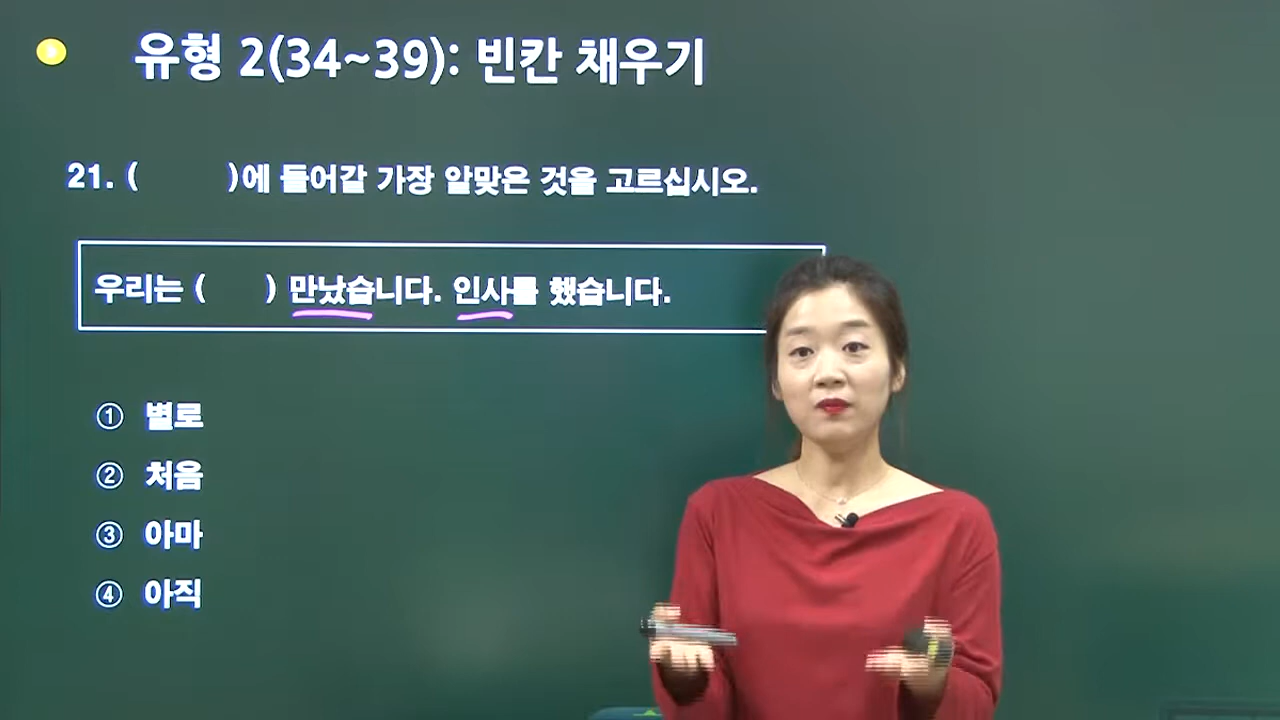 유형 2(34~39): 빈칸 채우기
21. (        )에 들어갈 가장 알맞은 것을 고르십시오.
우리는 (      ) 만났습니다. 인사를 했습니다.
① 별로
② 처음
③ 아마
④ 아직